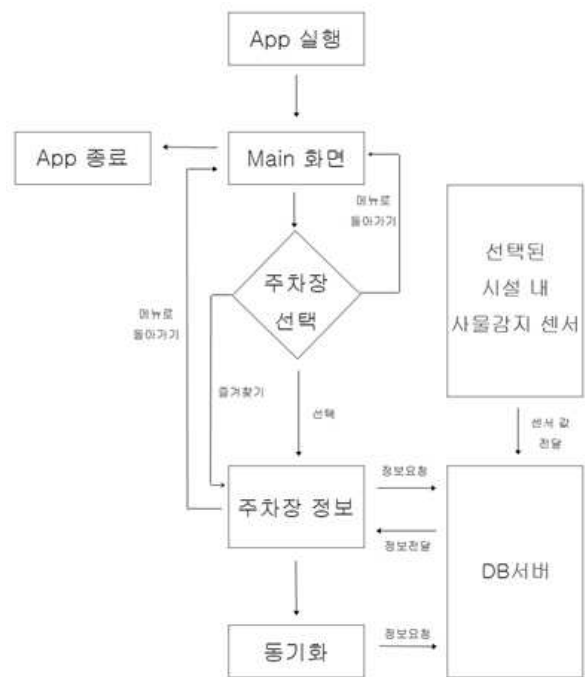 App 실행
App 종료
Main 화면
메뉴로
돌아가기
선택된
시설 내
사물감지 센서
주차장
선택
메뉴로
돌아가기
즐겨찾기
선택
센서 값
전달
주차장 정보
정보요청
정보전달
DB서버
동기화
정보요청